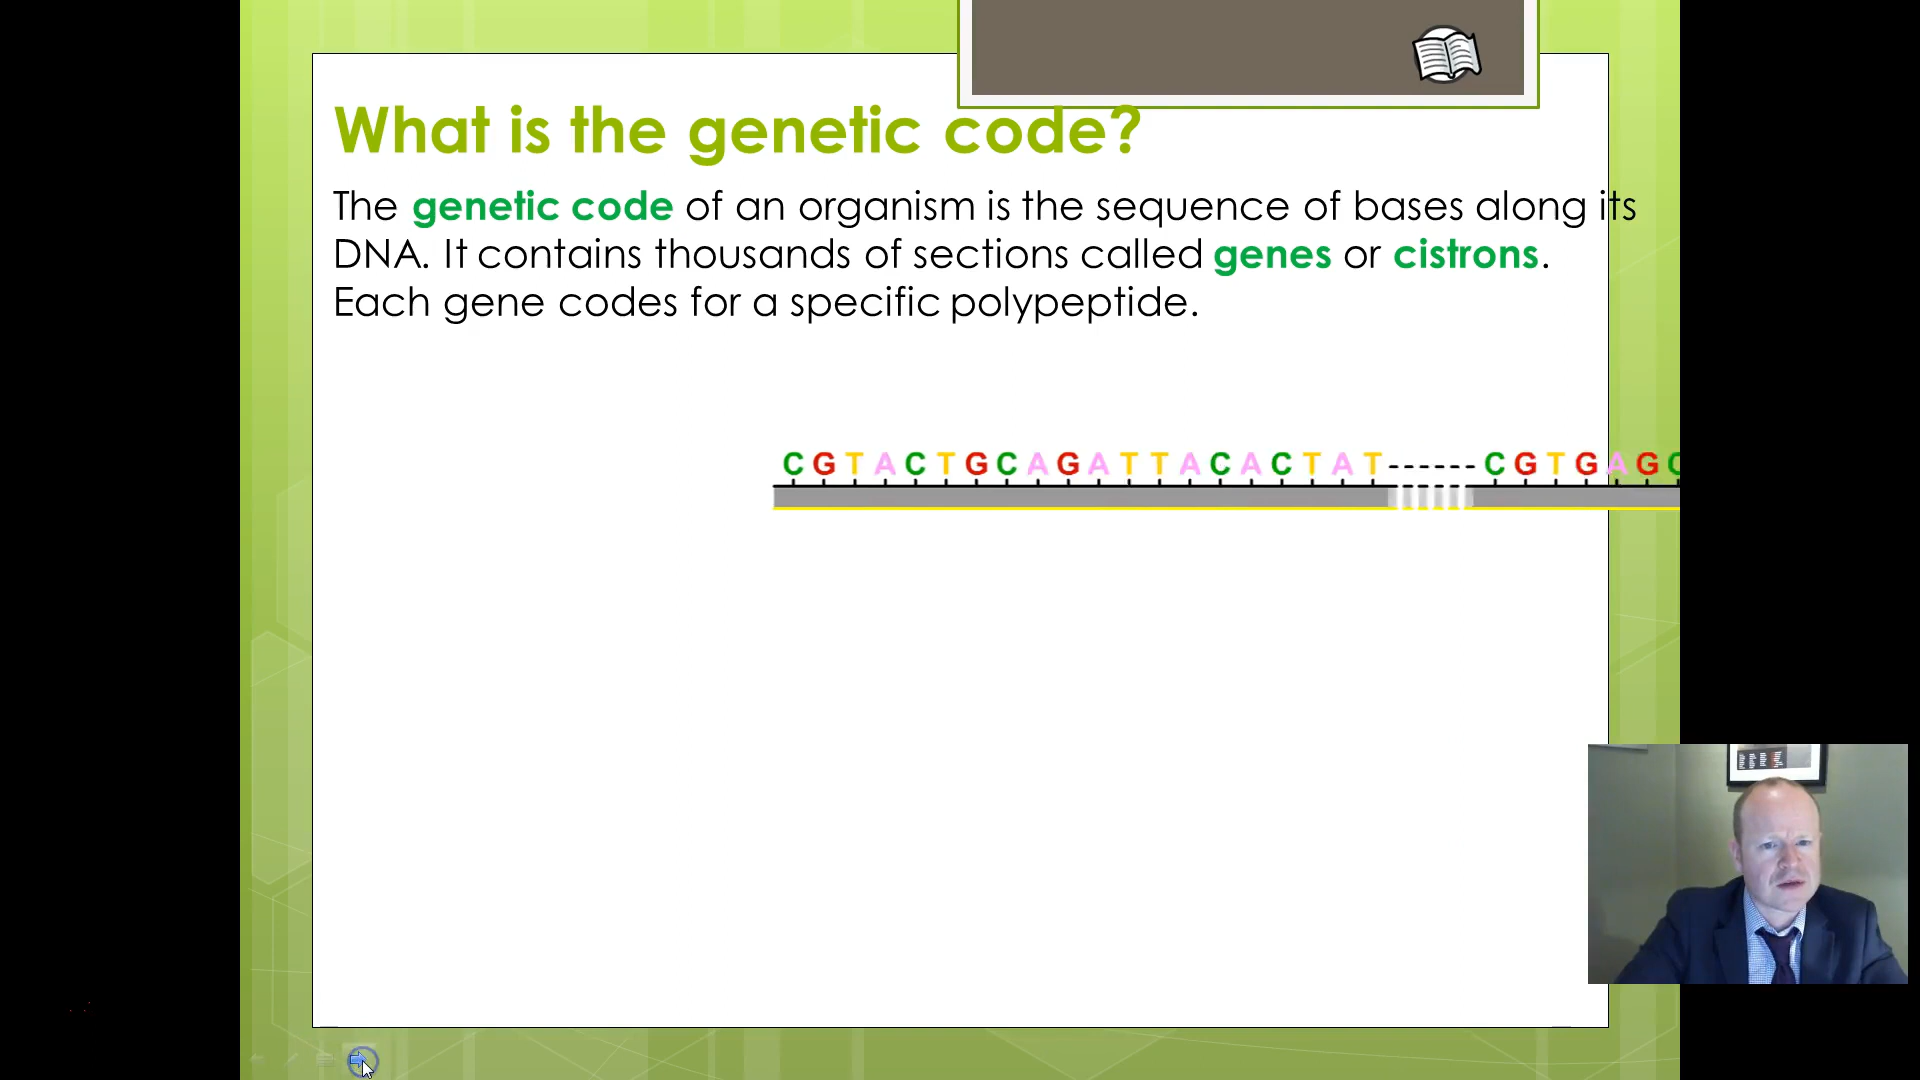 What is the genetic code?
The genetic code of an organism is the sequence of bases along its
DNA. It contains thousands of sections called genes or cistrons.
Each gene codes for a specific polypeptide.
C G T A C T G C A G A T T A C A C T A T ------ C G T G A G C